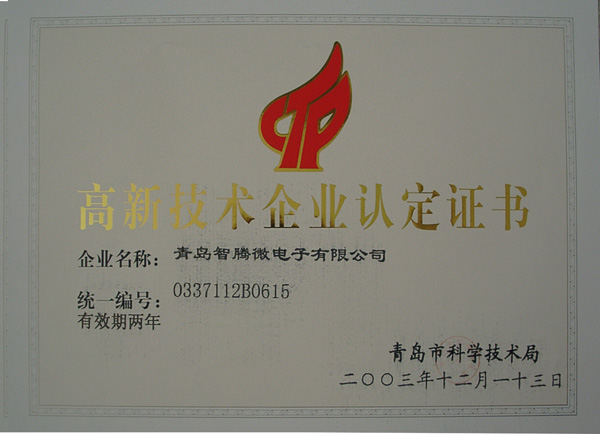 CTP
高新技术企业认定证书
企业名称：青岛智腾微电子有限公司
统一编号：0337112B0615
有效期两年
青岛市科学技术局
二〇〇三年十二月一十三日